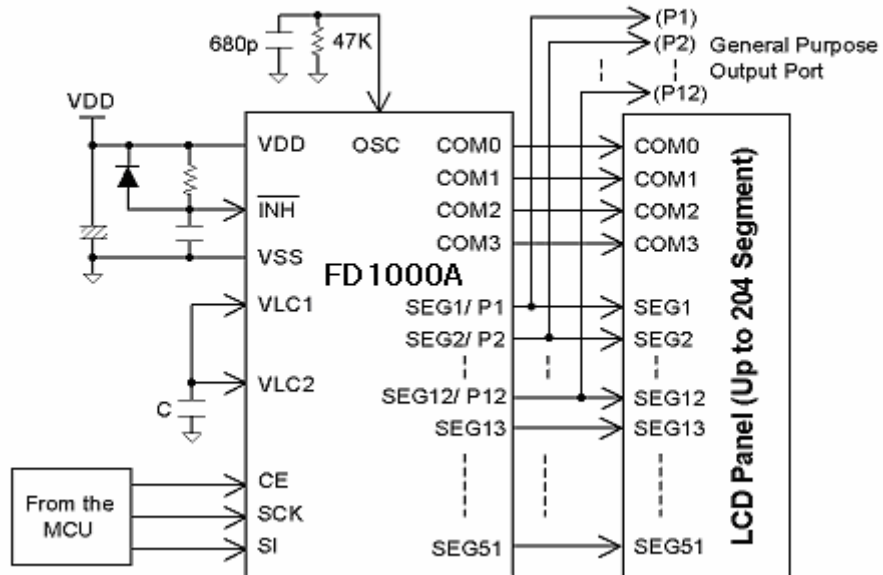 680p
47K
(P1)
(P2)
General Purpose
Output Port
(P12)
VDD
VDD
OSC
INH
VSS
VLC1
VLC2
C
CE
SCK
SI
From the
MCU
FD1000A
COM0
COM1
COM2
COM3
SEG1/ P1
SEG2/ P2
SEG12/ P12
SEG13
SEG51
COM0
COM1
COM2
COM3
SEG1
SEG2
SEG12
SEG13
SEG51
LCD Panel (Up to 204 Segment)